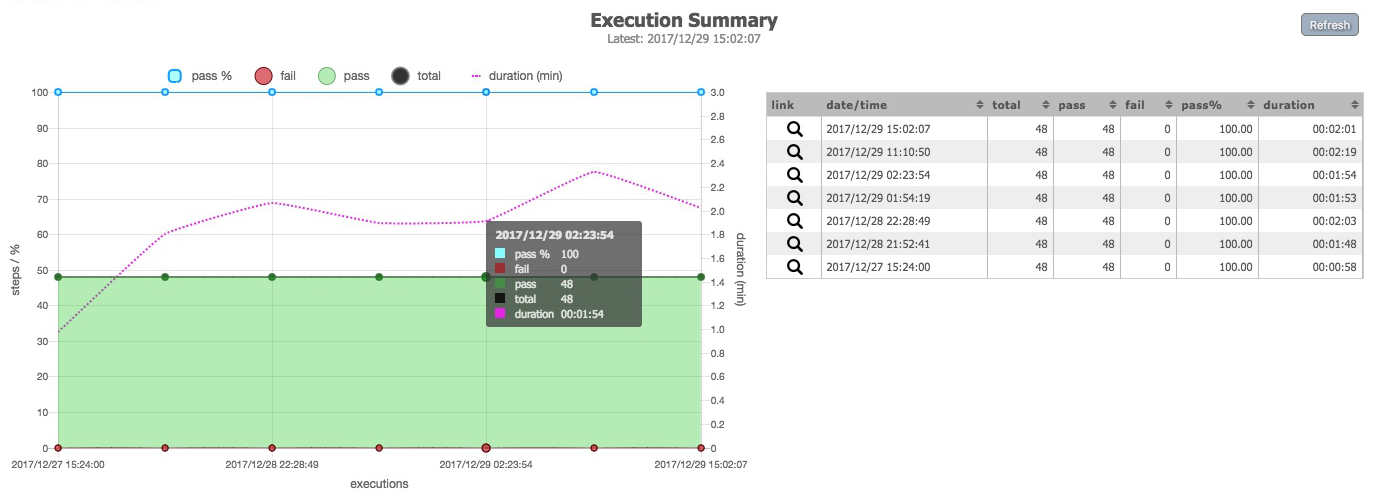 Execution Summary
Latest: 2017/12/29 15:02:07
Refresh
pass % fail pass total duration (min)
100
90
80
70
60
50
40
30
20
10
0
steps / %
3.0
2.8
2.6
2.4
2.2
2.0
1.8
1.6
1.4
1.2
1.0
0.8
0.6
0.4
0.2
0
duration (min)
2017/12/29 02:23:54
pass % 100
fail 0
pass 48
total 48
duration 00:01:54
2017/12/27 15:24:00 2017/12/28 22:28:49 2017/12/29 02:23:54 2017/12/29 15:02:07
executions
link date/time total pass fail pass% duration
2017/12/29 15:02:07 48 48 0 100.00 00:02:01
2017/12/29 11:10:50 48 48 0 100.00 00:02:19
2017/12/29 02:23:54 48 48 0 100.00 00:01:54
2017/12/29 01:54:19 48 48 0 100.00 00:01:53
2017/12/28 22:28:49 48 48 0 100.00 00:02:03
2017/12/28 21:52:41 48 48 0 100.00 00:01:48
2017/12/27 15:24:00 48 48 0 100.00 00:00:58